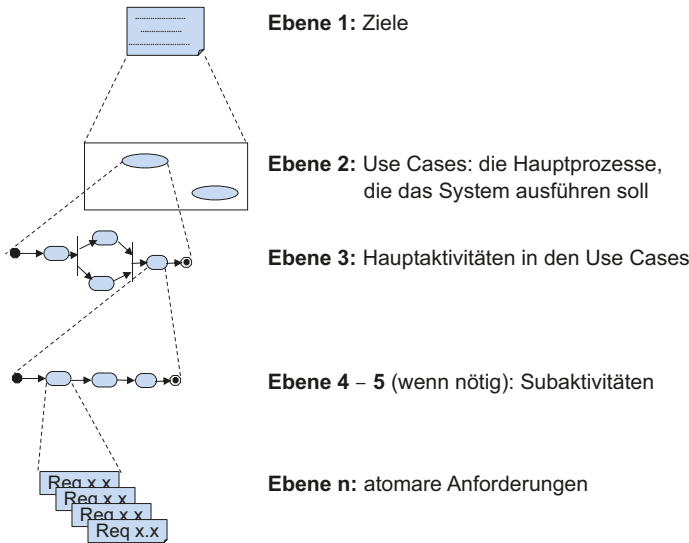 Ebene 1: Ziele
Ebene 2: Use Cases: die Hauptprozesse,
die das System ausführen soll
Ebene 3: Hauptaktivitäten in den Use Cases
Ebene 4 – 5 (wenn nötig): Subaktivitäten
Ebene n: atomare Anforderungen
Req x.x
Req x.x
Req x.x
Req x.x